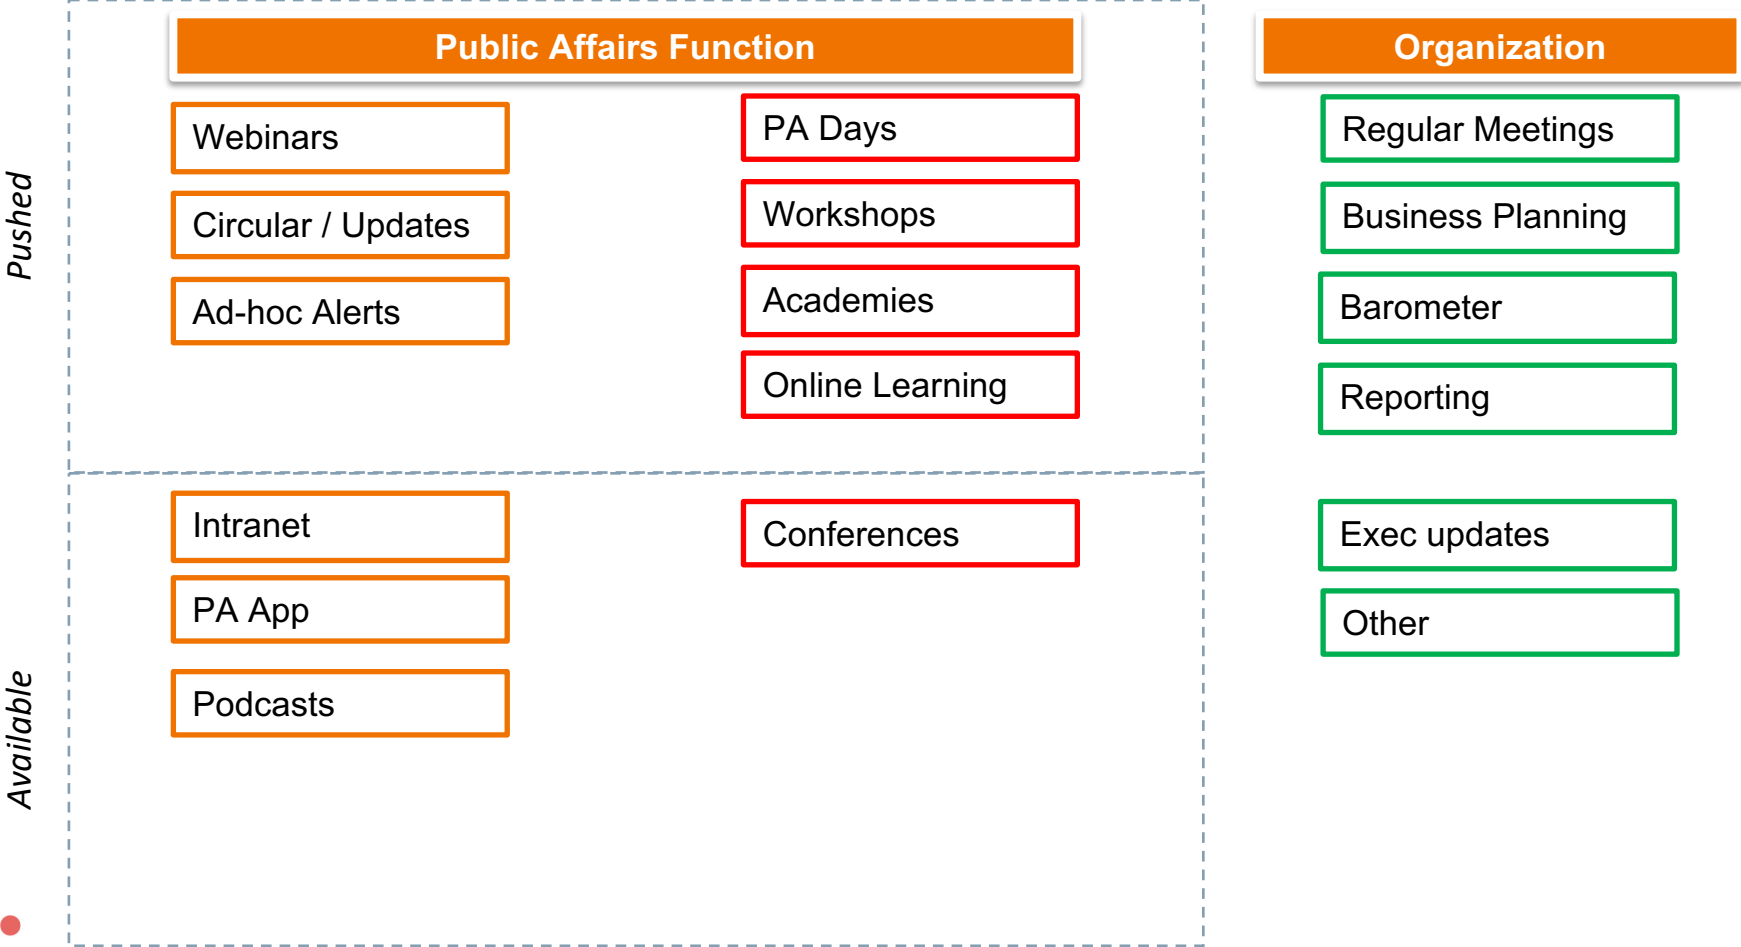 Public Affairs Function
Organization
Pushed
Webinars
Circular / Updates
Ad-hoc Alerts
PA Days
Workshops
Academies
Online Learning
Regular Meetings
Business Planning
Barometer
Reporting
Available
Intranet
PA App
Podcasts
Conferences
Exec updates
Other